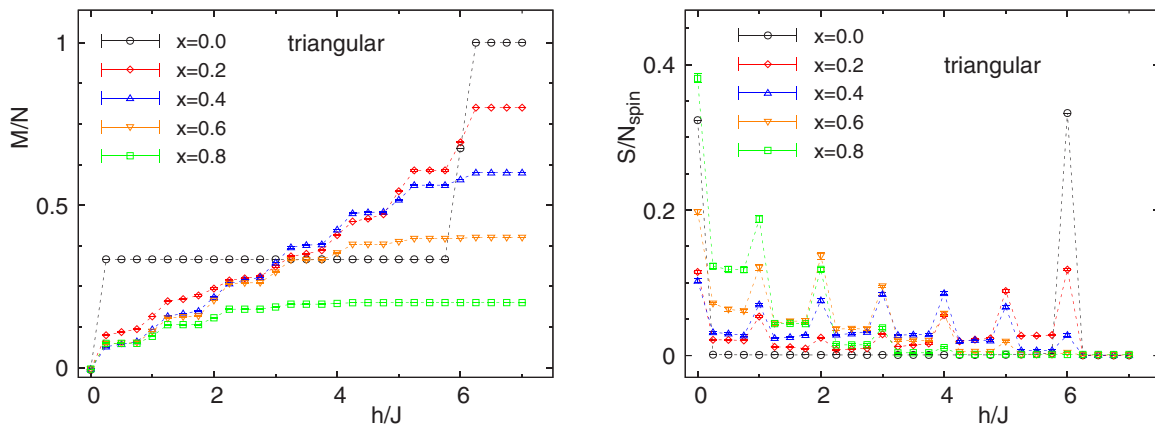 triangular
x=0.0
x=0.2
x=0.4
x=0.6
x=0.8
M/N
1
0.5
0
0 2 4 6
h/J
triangular
x=0.0
x=0.2
x=0.4
x=0.6
x=0.8
S/Nspin
0.4
0.2
0
0 2 4 6
h/J